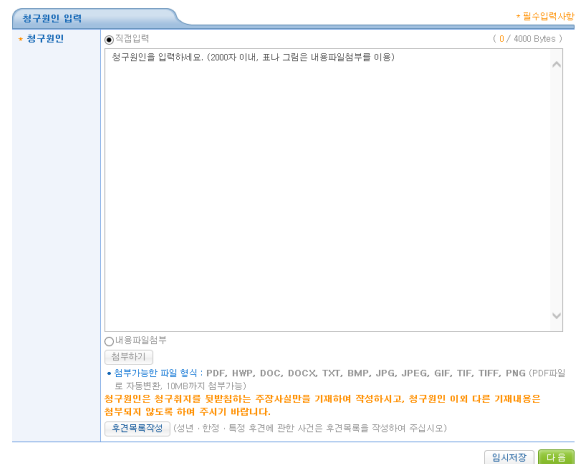 청구원인 입력
* 필수입력사항
* 청구원인
직접입력
( 0 / 4000 Bytes )
청구원인을 입력하세요. (2000자 이내, 표나 그림은 내용파일첨부를 이용)
내용파일첨부
첨부하기
• 첨부가능한 파일 형식 : PDF, HWP, DOC, DOCX, TXT, BMP, JPG, JPEG, GIF, TIF, TIFF, PNG (PDF파일
로 자동변환, 10MB까지 첨부가능)
청구원인은 청구취지를 뒷받침하는 주장사실만을 기재하여 작성하시고, 청구원인 이외 다른 기재내용은
첨부되지 않도록 하여 주시기 바랍니다.
후견목록작성 (성년 · 한정 · 특정 후견에 관한 사건은 후견목록을 작성하여 주십시오)
임시저장 다음